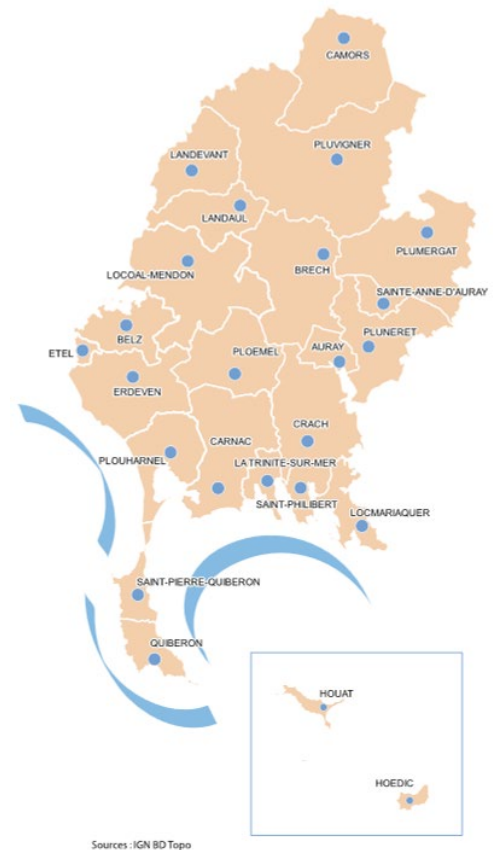 CAMORS
PLUVIGNER
LANDEVANT
LANDAUL
PLUMERGAT
BRECH
LOCOAL-MENDON
SAINTE-ANNE-D'AURAY
PLUNERET
BELZ
ETEL
PLOEMEL
AURAY
ERDEVEN
CRACH
CARNAC
PLOUHARNEL
LA TRINITE-SUR-MER
SAINT-PHILIBERT
LOCMARIAQUER
SAINT-PIERRE-QUIBERON
QUIBERON
HOUAT
HOEDIC
Sources : IGN BD Topo